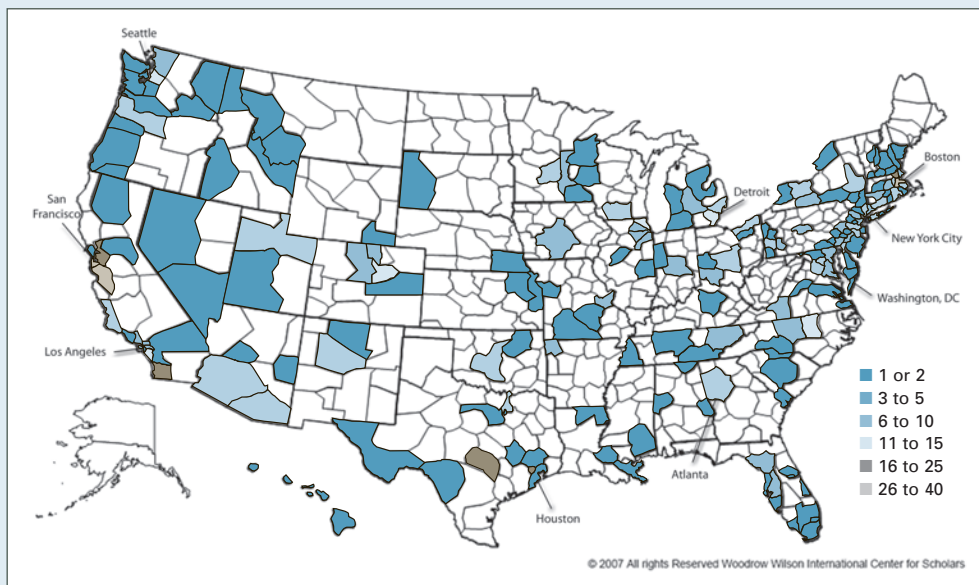 Seattle
San
Francisco
Los Angeles
Detroit
Boston
New York City
Washington, DC
Atlanta
Houston
1 or 2
3 to 5
6 to 10
11 to 15
16 to 25
26 to 40
© 2007 All rights Reserved Woodrow Wilson International Center for Scholars